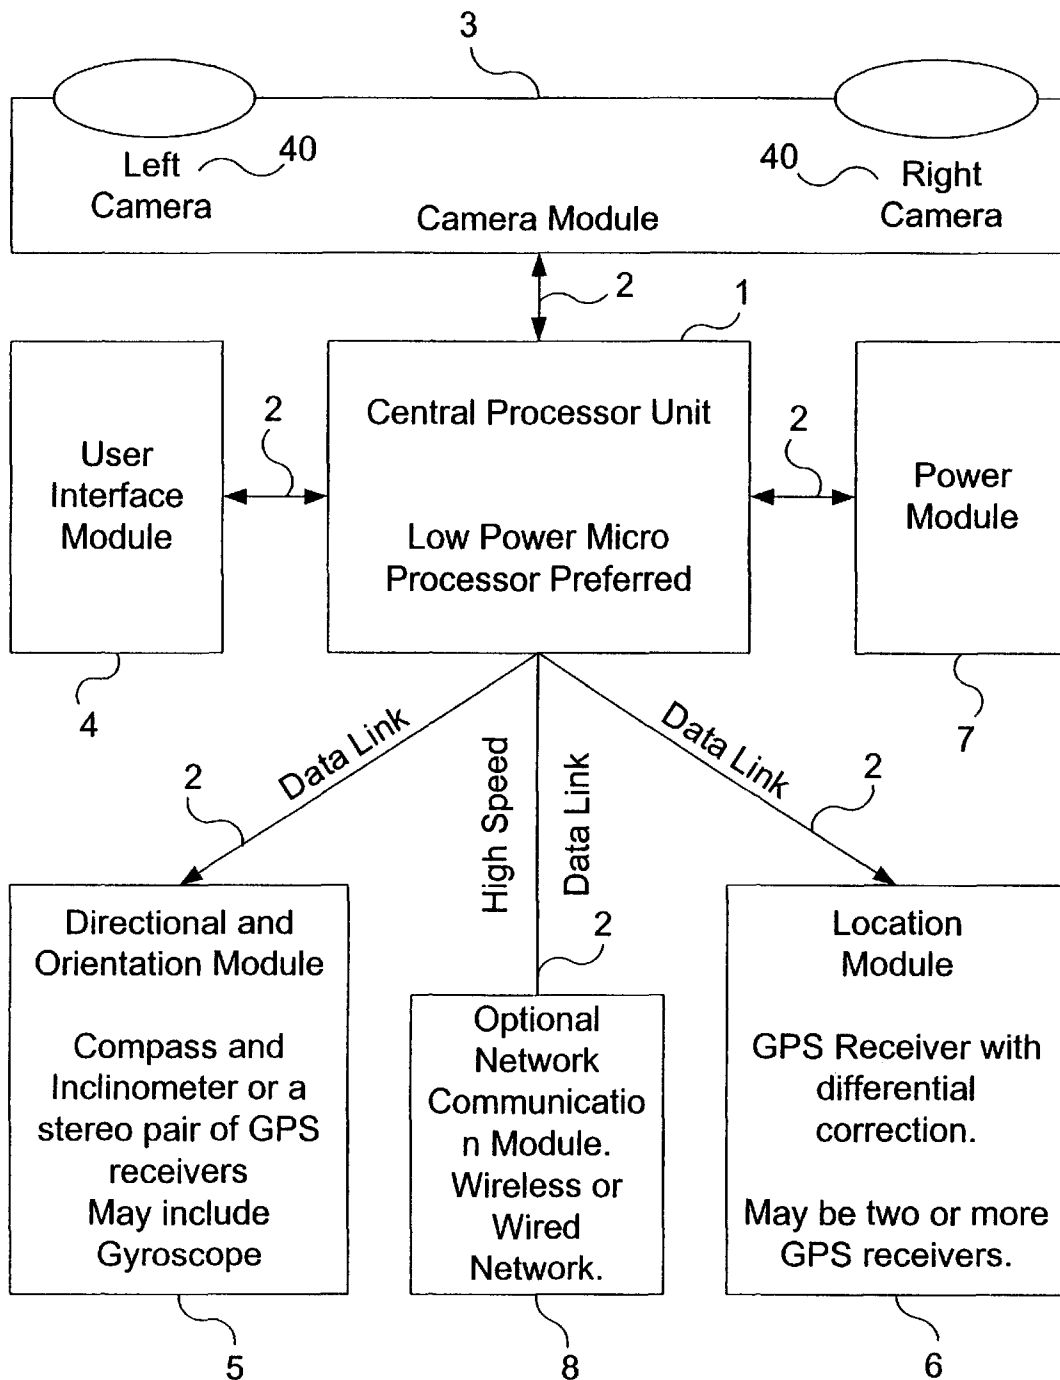 3
Left
Camera
40
40
Right
Camera
Camera Module
2
1
User
Interface
Module
2
Central Processor Unit
Low Power Micro
Processor Preferred
2
Power
Module
4
7
Data Link
2
High Speed
Data Link
Data Link
2
Directional and
Orientation Module
Compass and
Inclinometer or a
stereo pair of GPS
receivers
May include
Gyroscope
2
Optional
Network
Communicatio
n Module.
Wireless or
Wired
Network.
Location
Module
GPS Receiver with
differential
correction.
May be two or more
GPS receivers.
5
8
6